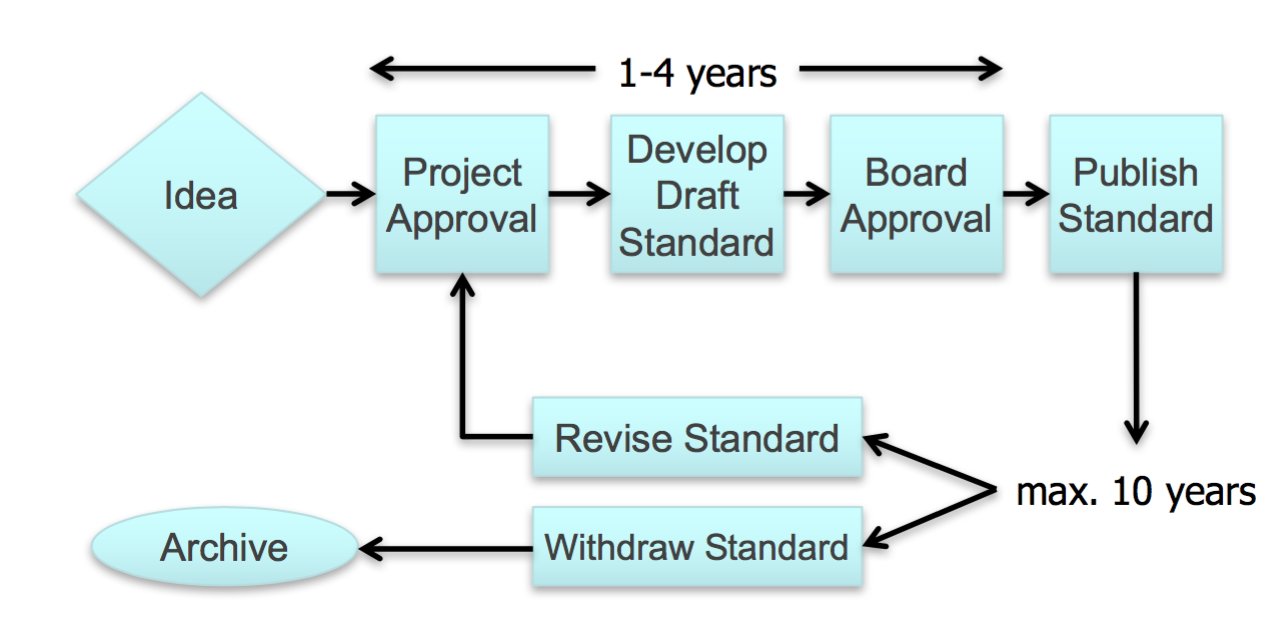 1-4 years
Idea
Project
Approval
Develop
Draft
Standard
Board
Approval
Publish
Standard
Revise Standard
max. 10 years
Withdraw Standard
Archive